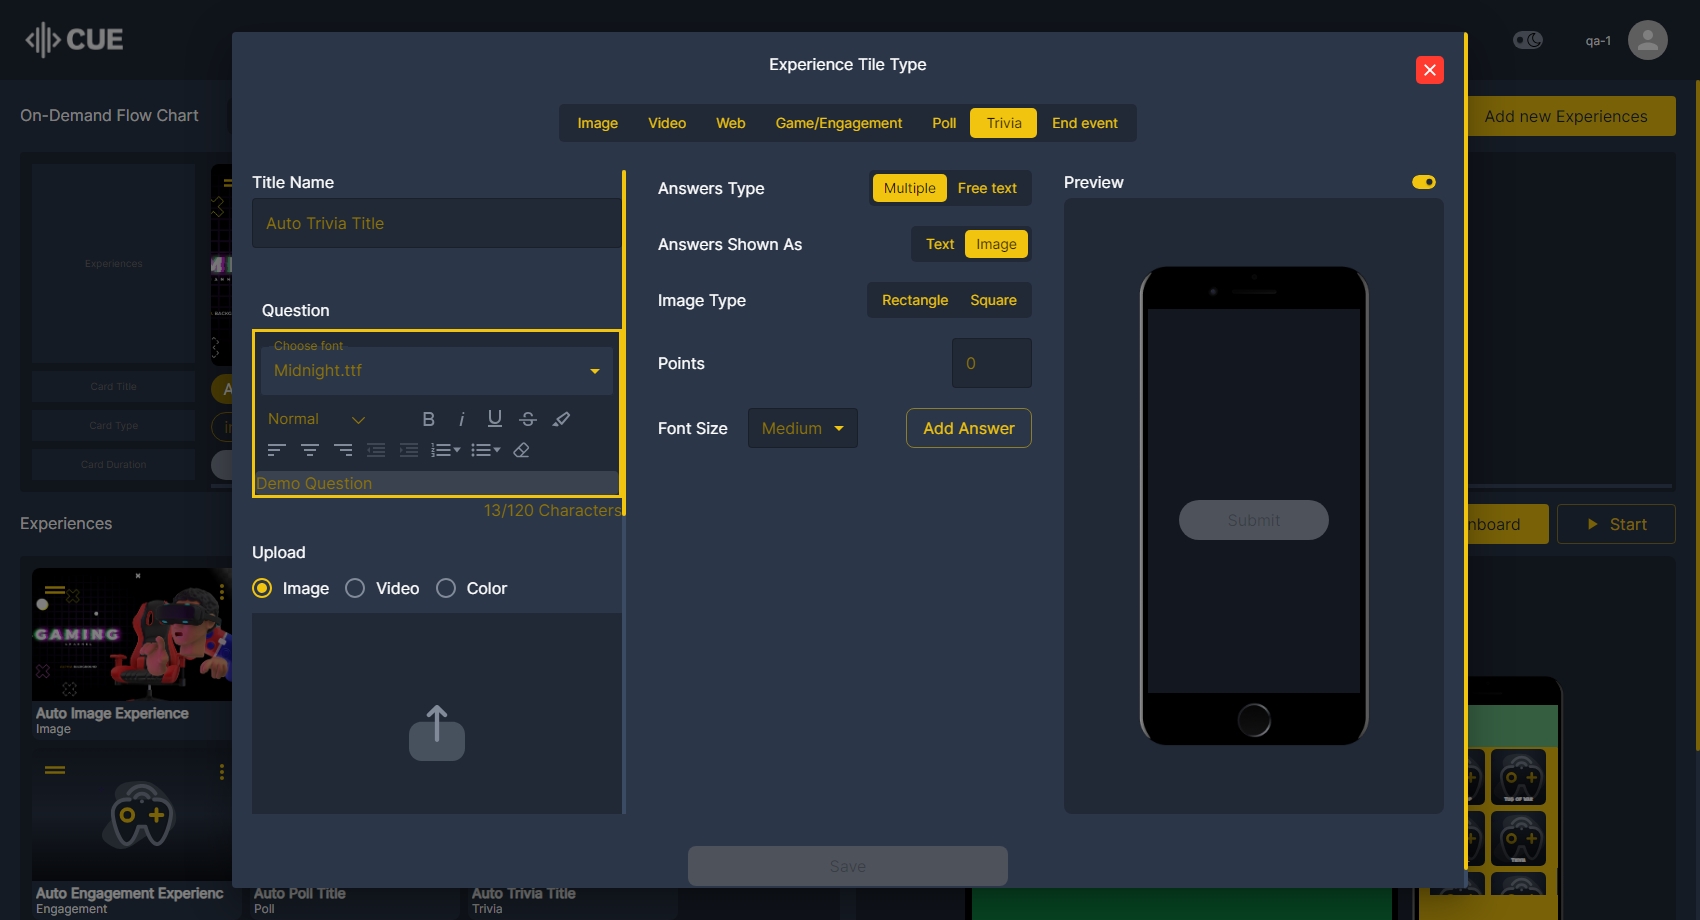 CUE
qa-1
On-Demand Flow Chart
Add new Experiences
Experience Tile Type
Image Video Web Game/Engagement Poll Trivia End event
Title Name
Auto Trivia Title
Question
Choose font
Midnight.ttf
Normal
Demo Question
13/120 Characters
Upload
Image Video Color
Answers Type Multiple Free text
Answers Shown As Text Image
Image Type Rectangle Square
Points 0
Font Size Medium Add Answer
Preview
Submit
Save
Experiences
Card Title
Card Type
Card Duration
Experiences
nboard
Start
GAMING
Auto Image Experience
Image
Auto Engagement Experienc
Engagement
Auto Poll Title
Poll
Auto Trivia Title
Trivia